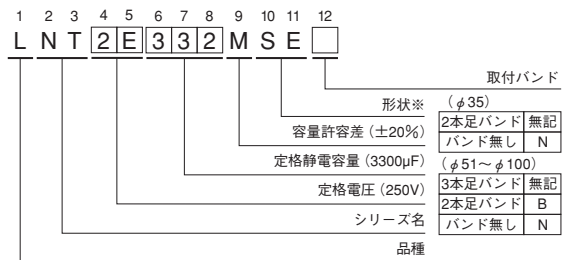 1 2 3 4 5 6 7 8 9 10 11 12
L N T 2 E 3 3 2 M S E
取付バンド
形状※
(φ35)
2本足バンド 無記
バンド無し N
容量許容差(±20%)
定格静電容量(3300μF)
(φ51~φ100)
3本足バンド 無記
2本足バンド B
バンド無し N
定格電圧(250V)
シリーズ名
品種